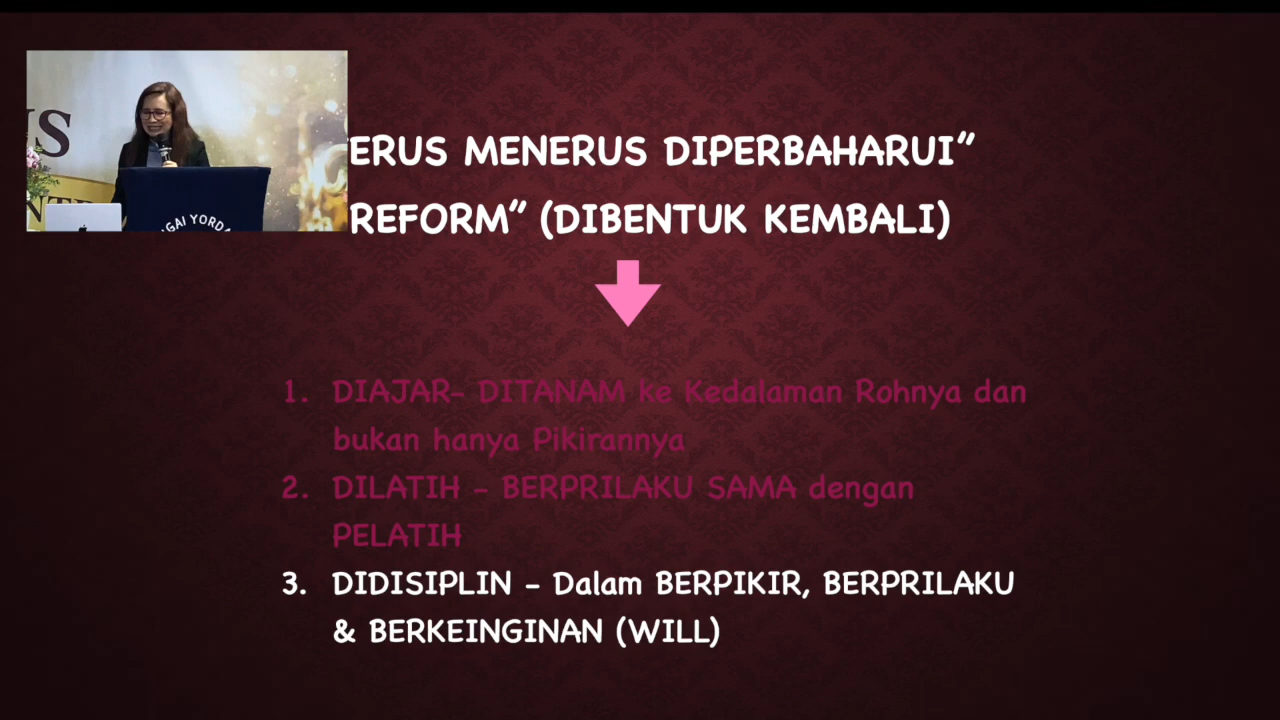 ERUS MENERUS DIPERBAHARUI”
REFORM” (DIBENTUK KEMBALI)
1. DIAJAR- DITANAM ke Kedalaman Rohnya dan
bukan hanya Pikirannya
2. DILATIH - BERPRILAKU SAMA dengan
PELATIH
3. DIDISIPLIN - Dalam BERPIKIR, BERPRILAKU
& BERKEINGINAN (WILL)